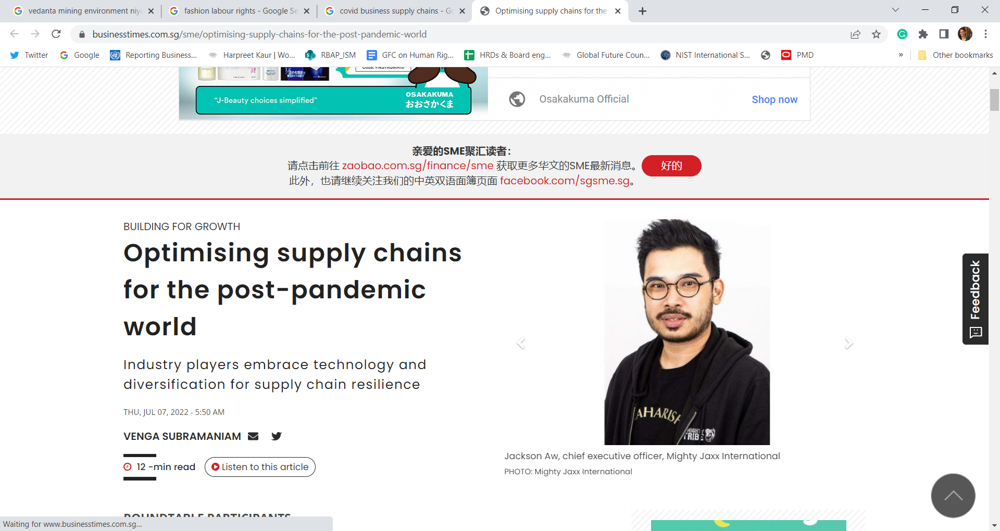 vedanta mining environment niya
fashion labour rights - Google Se
covid business supply chains - Go
Optimising supply chains for the
businesstimes.com.sg/sme/optimising-supply-chains-for-the-post-pandemic-world
Twitter
Google
Reporting Business...
Harpreet Kaur | Wo...
RBAP_ISM
GFC on Human Rig...
HRDs & Board eng...
Global Future Coun...
NIST International S...
PMD
»
Other bookmarks
"J-Beauty choices simplified"
OSAKAKUMA
おおさかくま
Osakakuma Official
Shop now
亲爱的SME聚汇读者：
请点击前往 zaobao.com.sg/finance/sme 获取更多华文的SME最新消息。
好的
此外，也请继续关注我们的中英双语面簿页面 facebook.com/sgsme.sg。
BUILDING FOR GROWTH
Optimising supply chains
for the post-pandemic
world
Industry players embrace technology and
diversification for supply chain resilience
THU, JUL 07, 2022 - 5:50 AM
VENGA SUBRAMANIAM
12 -min read
Listen to this article
AHARIS
MIGHTY
TRIBE
Jackson Aw, chief executive officer, Mighty Jaxx International
PHOTO: Mighty Jaxx International
Feedback
ROUNDTABLE PARTICIPANTS
Waiting for www.businesstimes.com.sg...